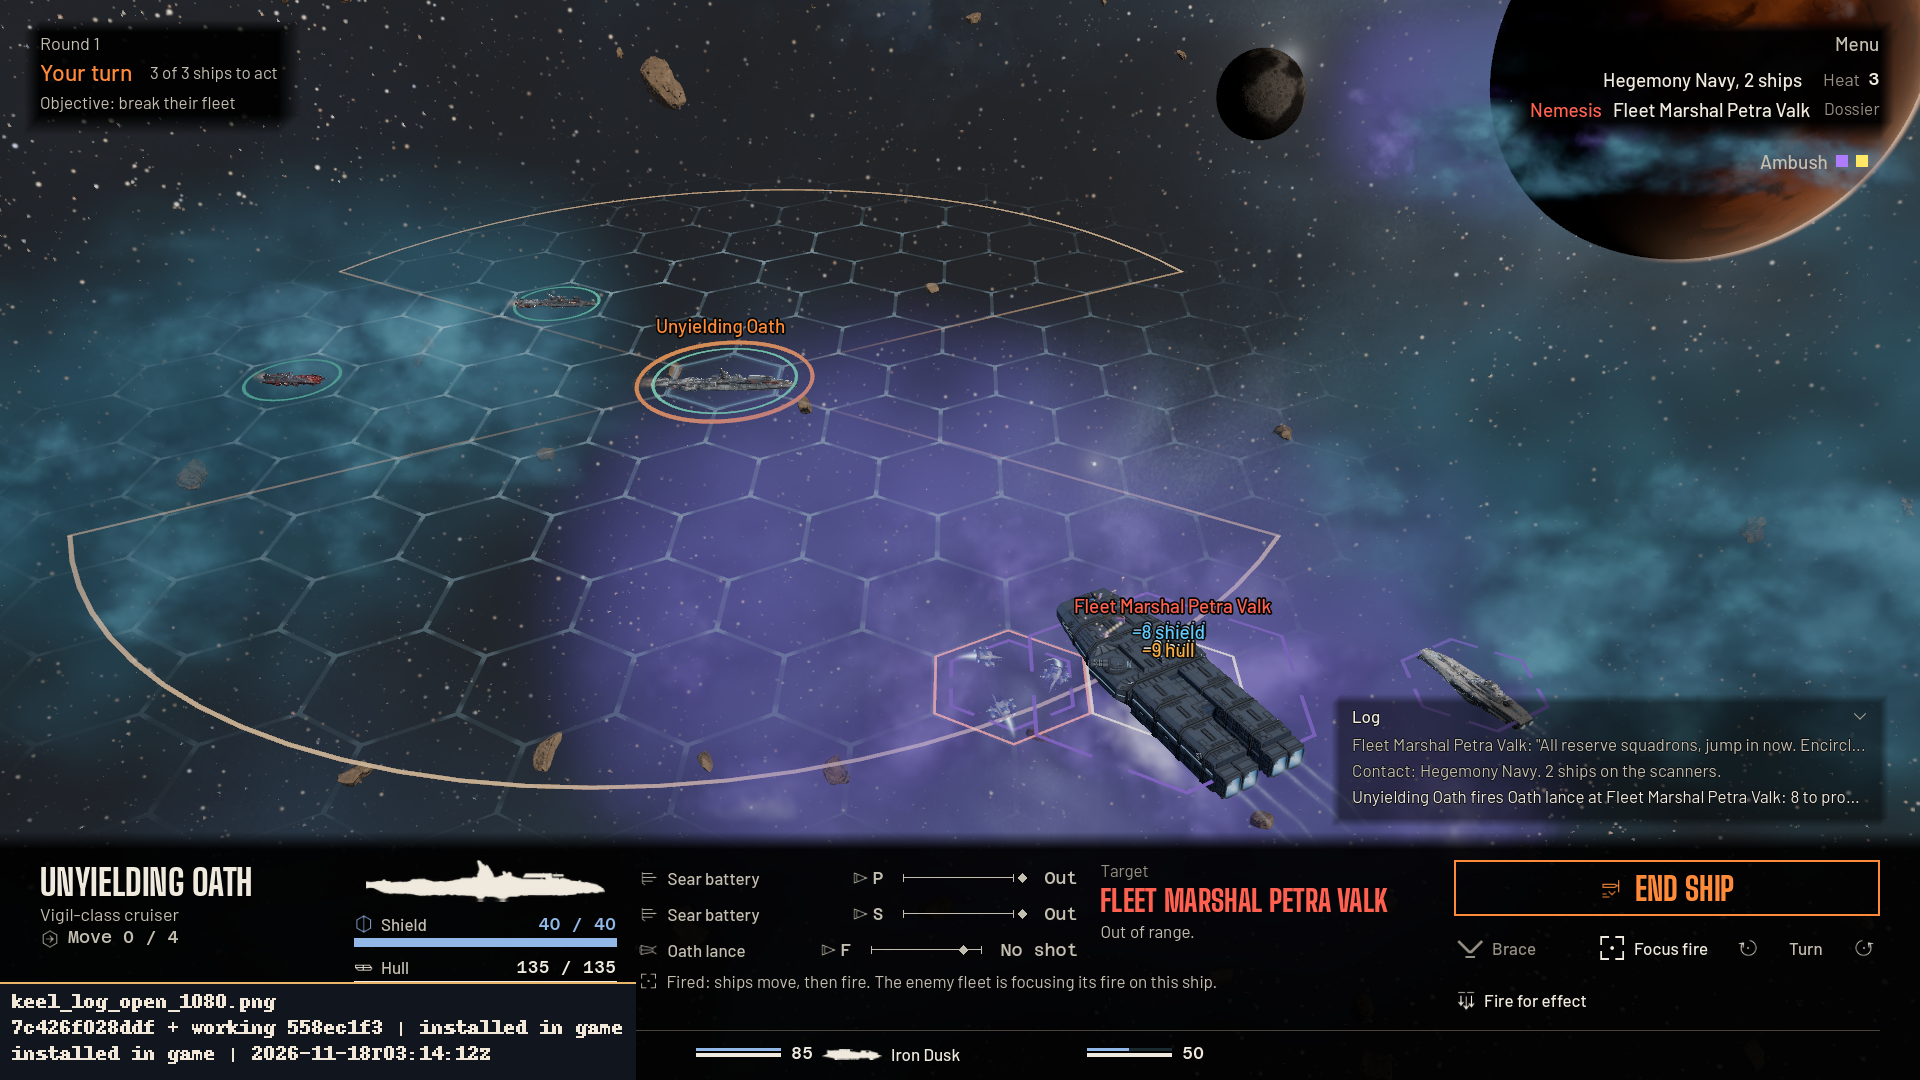 Round 1
Your turn 3 of 3 ships to act
Objective: break their fleet
Menu
Hegemony Navy, 2 ships Heat 3
Nemesis Fleet Marshal Petra Valk Dossier
Ambush
Unyielding Oath
Fleet Marshal Petra Valk
-8 shield
-9 hull
Log
Fleet Marshal Petra Valk: "All reserve squadrons, jump in now. Encircl...
Contact: Hegemony Navy. 2 ships on the scanners.
Unyielding Oath fires Oath lance at Fleet Marshal Petra Valk: 8 to pro...
UNYIELDING OATH
Vigil-class cruiser
Move 0 / 4
Shield 40 / 40
Hull 135 / 135
Sear battery P Out
Sear battery S Out
Oath lance F No shot
Fired: ships move, then fire. The enemy fleet is focusing its fire on this ship.
Target
FLEET MARSHAL PETRA VALK
Out of range.
END SHIP
Brace Focus fire Turn
Fire for effect
keel_log_open_1080.png
7c426f028ddf + working 558ec1f3 | installed in game
installed in game | 2026-11-18T03:14:12Z
85 Iron Dusk 50